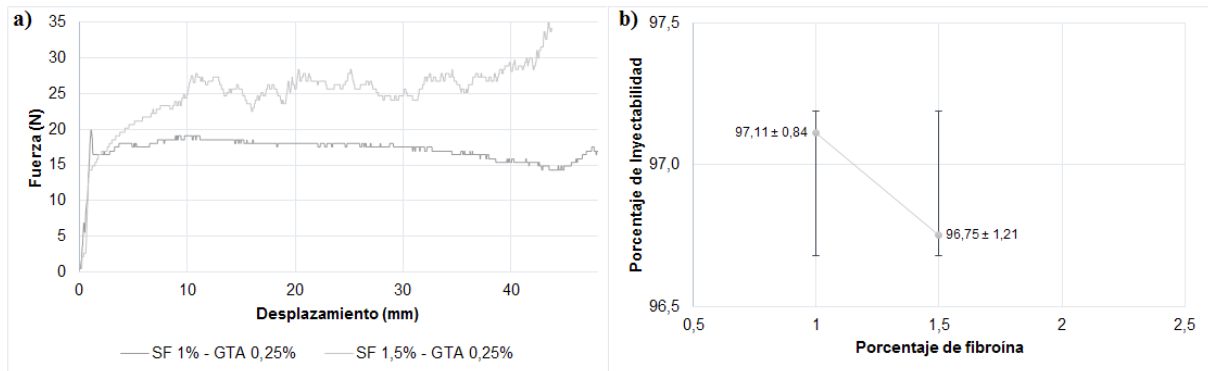 a)
35
30
25
20
15
10
5
0
Fuerza (N)
0 10 20 30 40
Desplazamiento (mm)
SF 1% - GTA 0,25% SF 1,5% - GTA 0,25%
b)
97,5
97,0
96,5
Porcentaje de Inyectabilidad
97,11 ± 0,84
96,75 ± 1,21
0,5 1 1,5 2 2,5
Porcentaje de fibroína